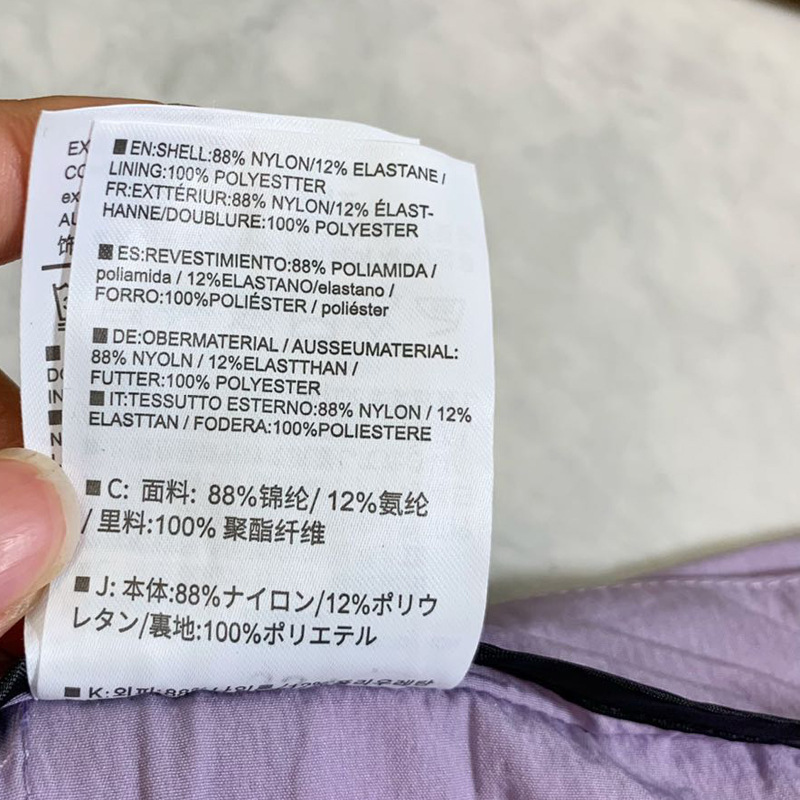 EN:SHELL:88% NYLON/12% ELASTANE /
LINING:100% POLYESTTER
FR:EXTTÉRIUR:88% NYLON/12% ÉLAST-
HANNE/DOUBLURE:100% POLYESTER
ES:REVESTIMIENTO:88% POLIAMIDA /
poliamida / 12%ELASTANO/elastano /
FORRO:100%POLIÉSTER / poliéster
DE:OBERMATERIAL / AUSSEUMATERIAL:
88% NYOLN / 12%ELASTTHAN /
FUTTER:100% POLYESTER
IT:TESSUTTO ESTERNO:88% NYLON / 12%
ELASTTAN / FODERA:100%POLIESTERE
C: 面料: 88%锦纶/ 12%氨纶
/ 里料:100% 聚酯纤维
J: 本体:88%ナイロン/12%ポリウ
レタン/裏地:100%ポリエテル